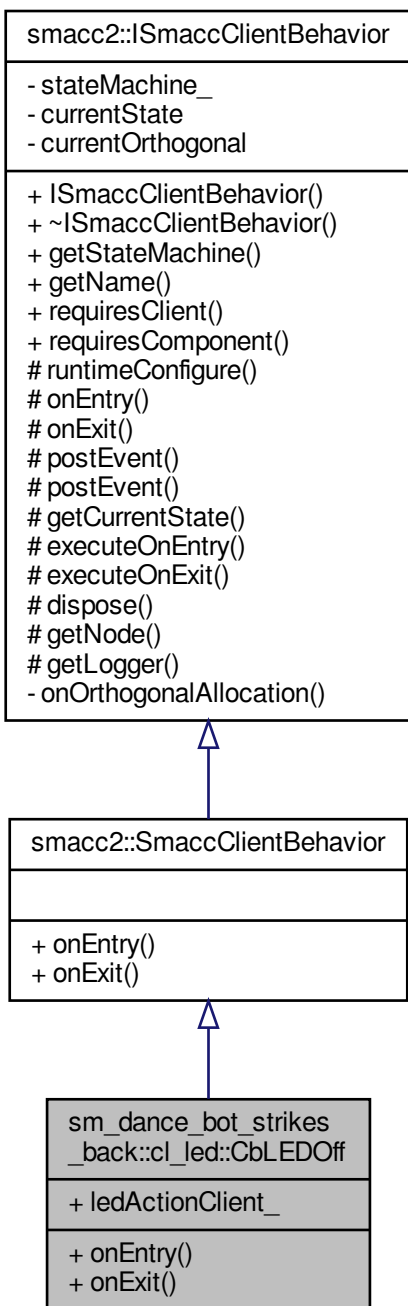 smacc2::ISmaccClientBehavior
- stateMachine_
- currentState
- currentOrthogonal
+ ISmaccClientBehavior()
+ ~ISmaccClientBehavior()
+ getStateMachine()
+ getName()
+ requiresClient()
+ requiresComponent()
# runtimeConfigure()
# onEntry()
# onExit()
# postEvent()
# postEvent()
# getCurrentState()
# executeOnEntry()
# executeOnExit()
# dispose()
# getNode()
# getLogger()
- onOrthogonalAllocation()
smacc2::SmaccClientBehavior
+ onEntry()
+ onExit()
sm_dance_bot_strikes
_back::cl_led::CbLEDOff
+ ledActionClient_
+ onEntry()
+ onExit()